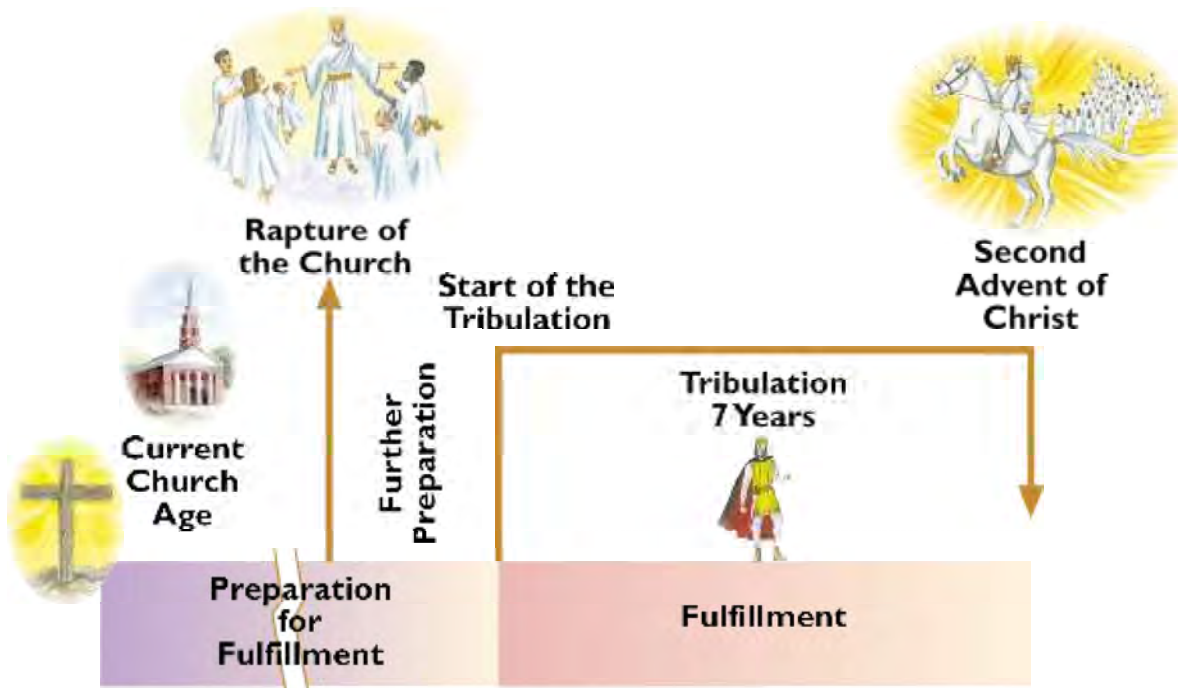 Rapture of
the Church
Second
Advent of
Christ
Start of the
Tribulation
Current
Church
Age
Further
Preparation
Tribulation
7 Years
Preparation
for
Fulfillment
Fulfillment